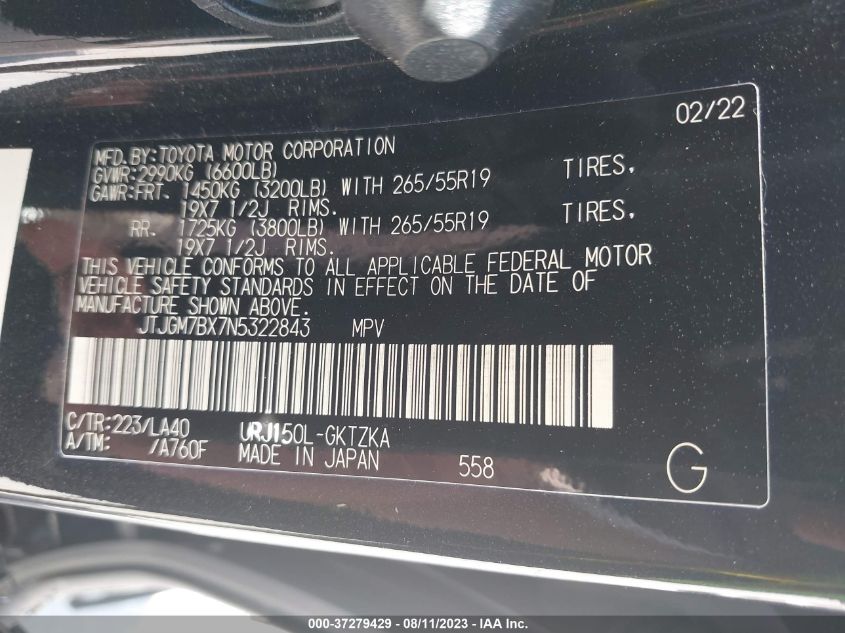 02/22
MFD.BY:TOYOTA MOTOR CORPORATION
GVWR:2990KG (6600LB)
GAWR:FRT. 1450KG (3200LB) WITH 265/55R19 TIRES,
19X7 1/2J RIMS.
RR. 1725KG (3800LB) WITH 265/55R19 TIRES,
19X7 1/2J RIMS.
THIS VEHICLE CONFORMS TO ALL APPLICABLE FEDERAL MOTOR
VEHICLE SAFETY STANDARDS IN EFFECT ON THE DATE OF
MANUFACTURE SHOWN ABOVE.
JTJGM7BX7N5322843 MPV
C/TR:223/LA40 URJ150L-GKTZKA
A/TM: /A760F MADE IN JAPAN 558
G
000-37279429 - 08/11/2023 - IAA Inc.